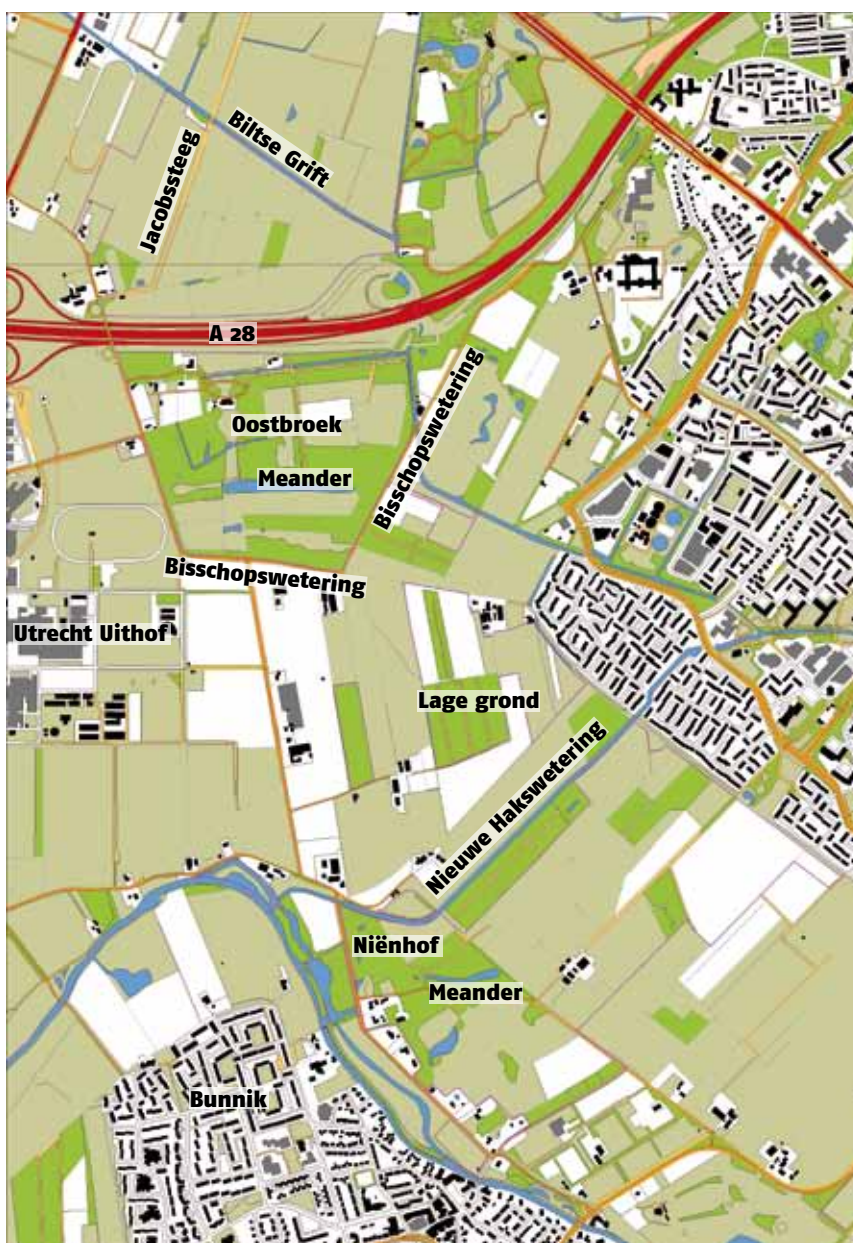 Biltse Grift
Jacobssteeg
A 28
Oostbroek
Bisschopswetering
Meander
Bisschopswetering
Utrecht Uithof
Lage grond
Nieuwe Hakswetering
Niënhof
Meander
Bunnik